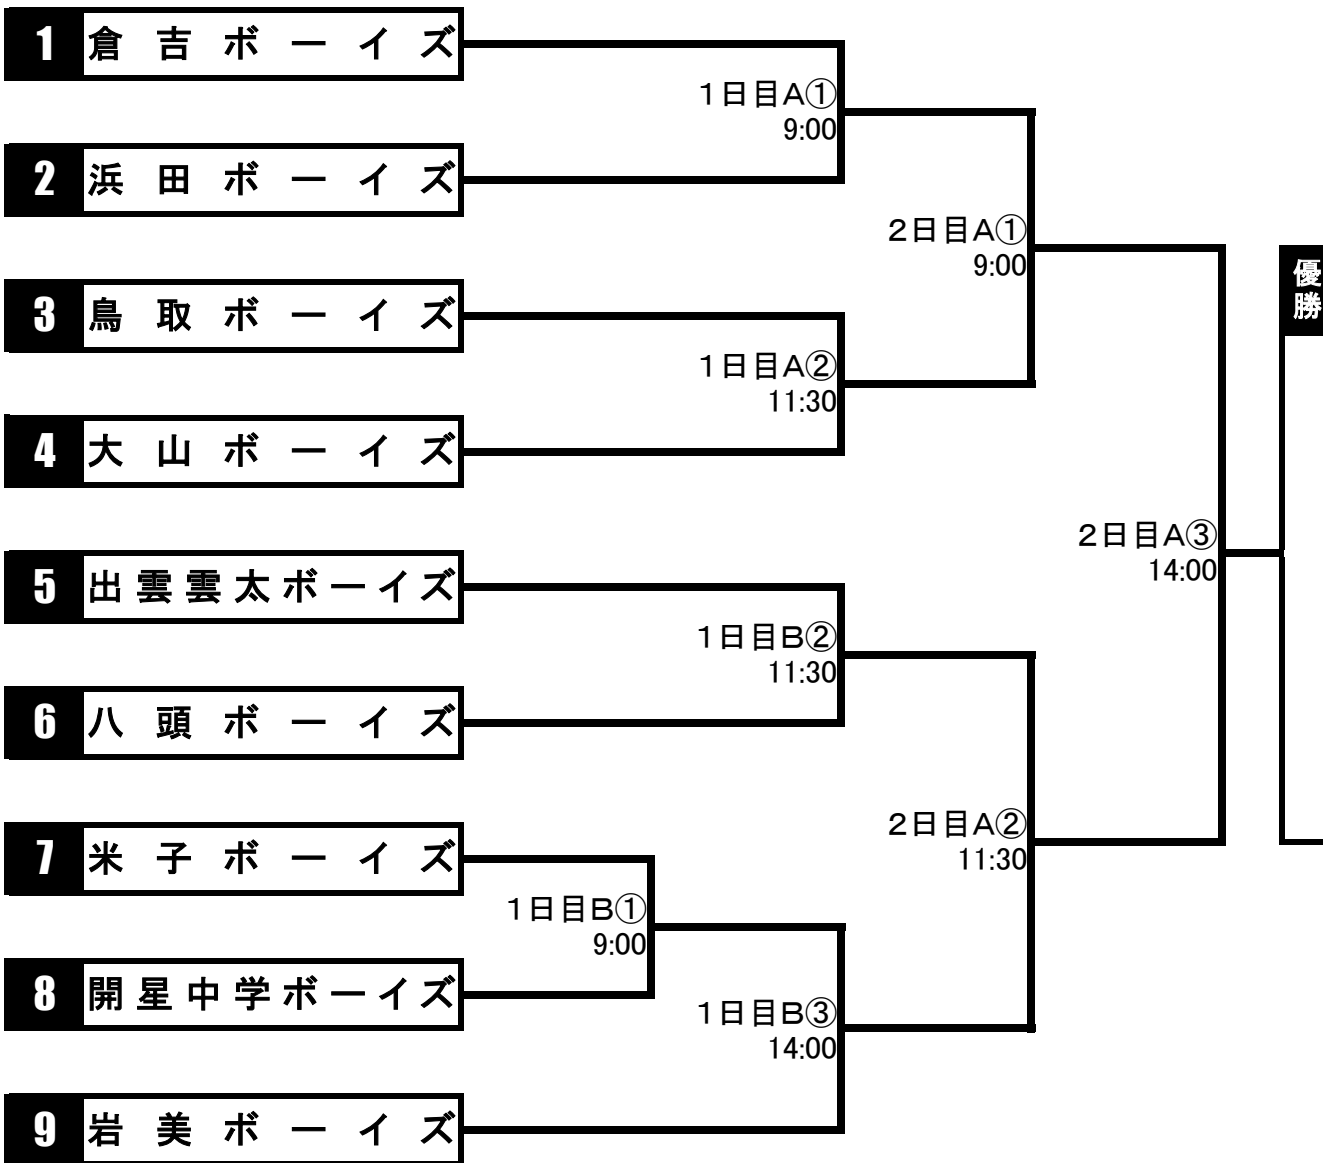 1 倉吉ボーイズ
1日目A①
9:00
2 浜田ボーイズ
2日目A①
9:00
優勝
3 鳥取ボーイズ
1日目A②
11:30
4 大山ボーイズ
2日目A③
14:00
5 出雲雲太ボーイズ
1日目B②
11:30
6 八頭ボーイズ
2日目A②
11:30
7 米子ボーイズ
1日目B①
9:00
8 開星中学ボーイズ
1日目B③
14:00
9 岩美ボーイズ